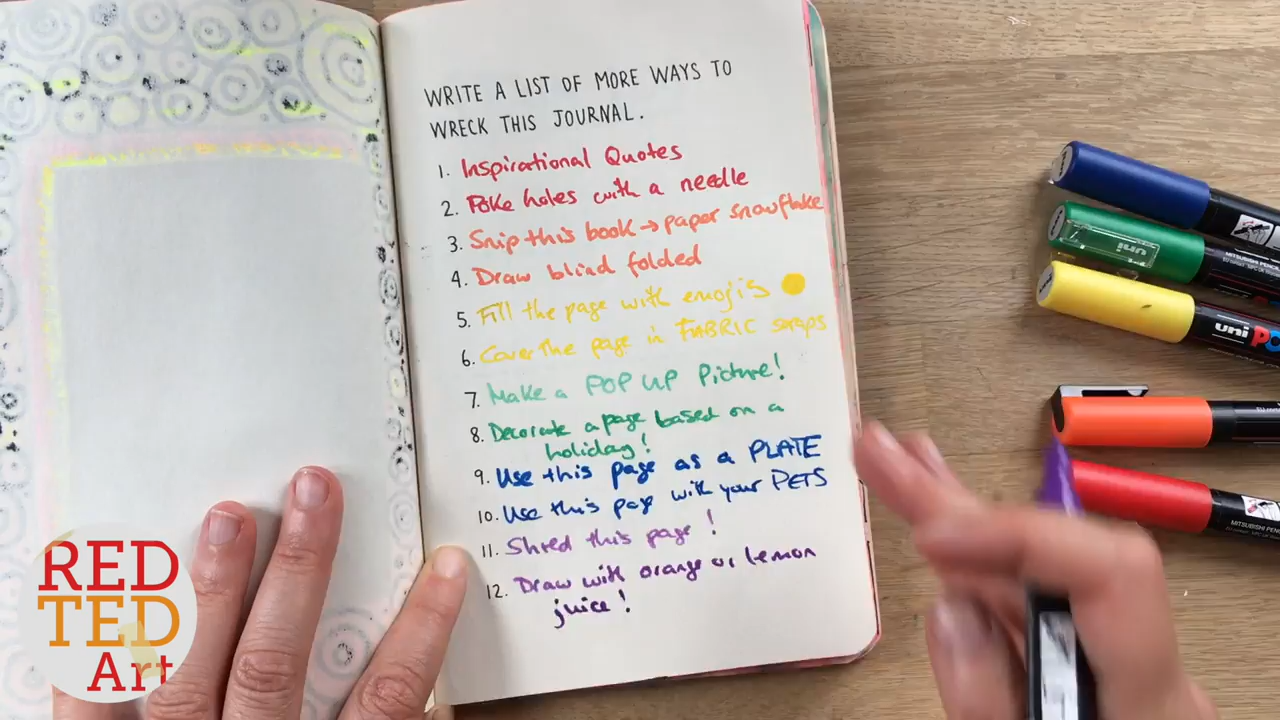 WRITE A LIST OF MORE WAYS TO
WRECK THIS JOURNAL.
1. Inspirational Quotes
2. Poke holes with a needle
3. Snip this book → paper snowflake
4. Draw blind folded
5. Fill the page with emojis
6. Cover the page in FABRIC
7. Make a POP UP Picture!
8. Decorate a page based on a
holiday!
9. Use this page as a PLATE
10. Use this page with your PETS
11. Shred this page!
12. Draw with orange or lemon
juice!
RED
TED
Art
uni
MITSUBISHI PENCIL
uni PO
MITSUBISHI PENC